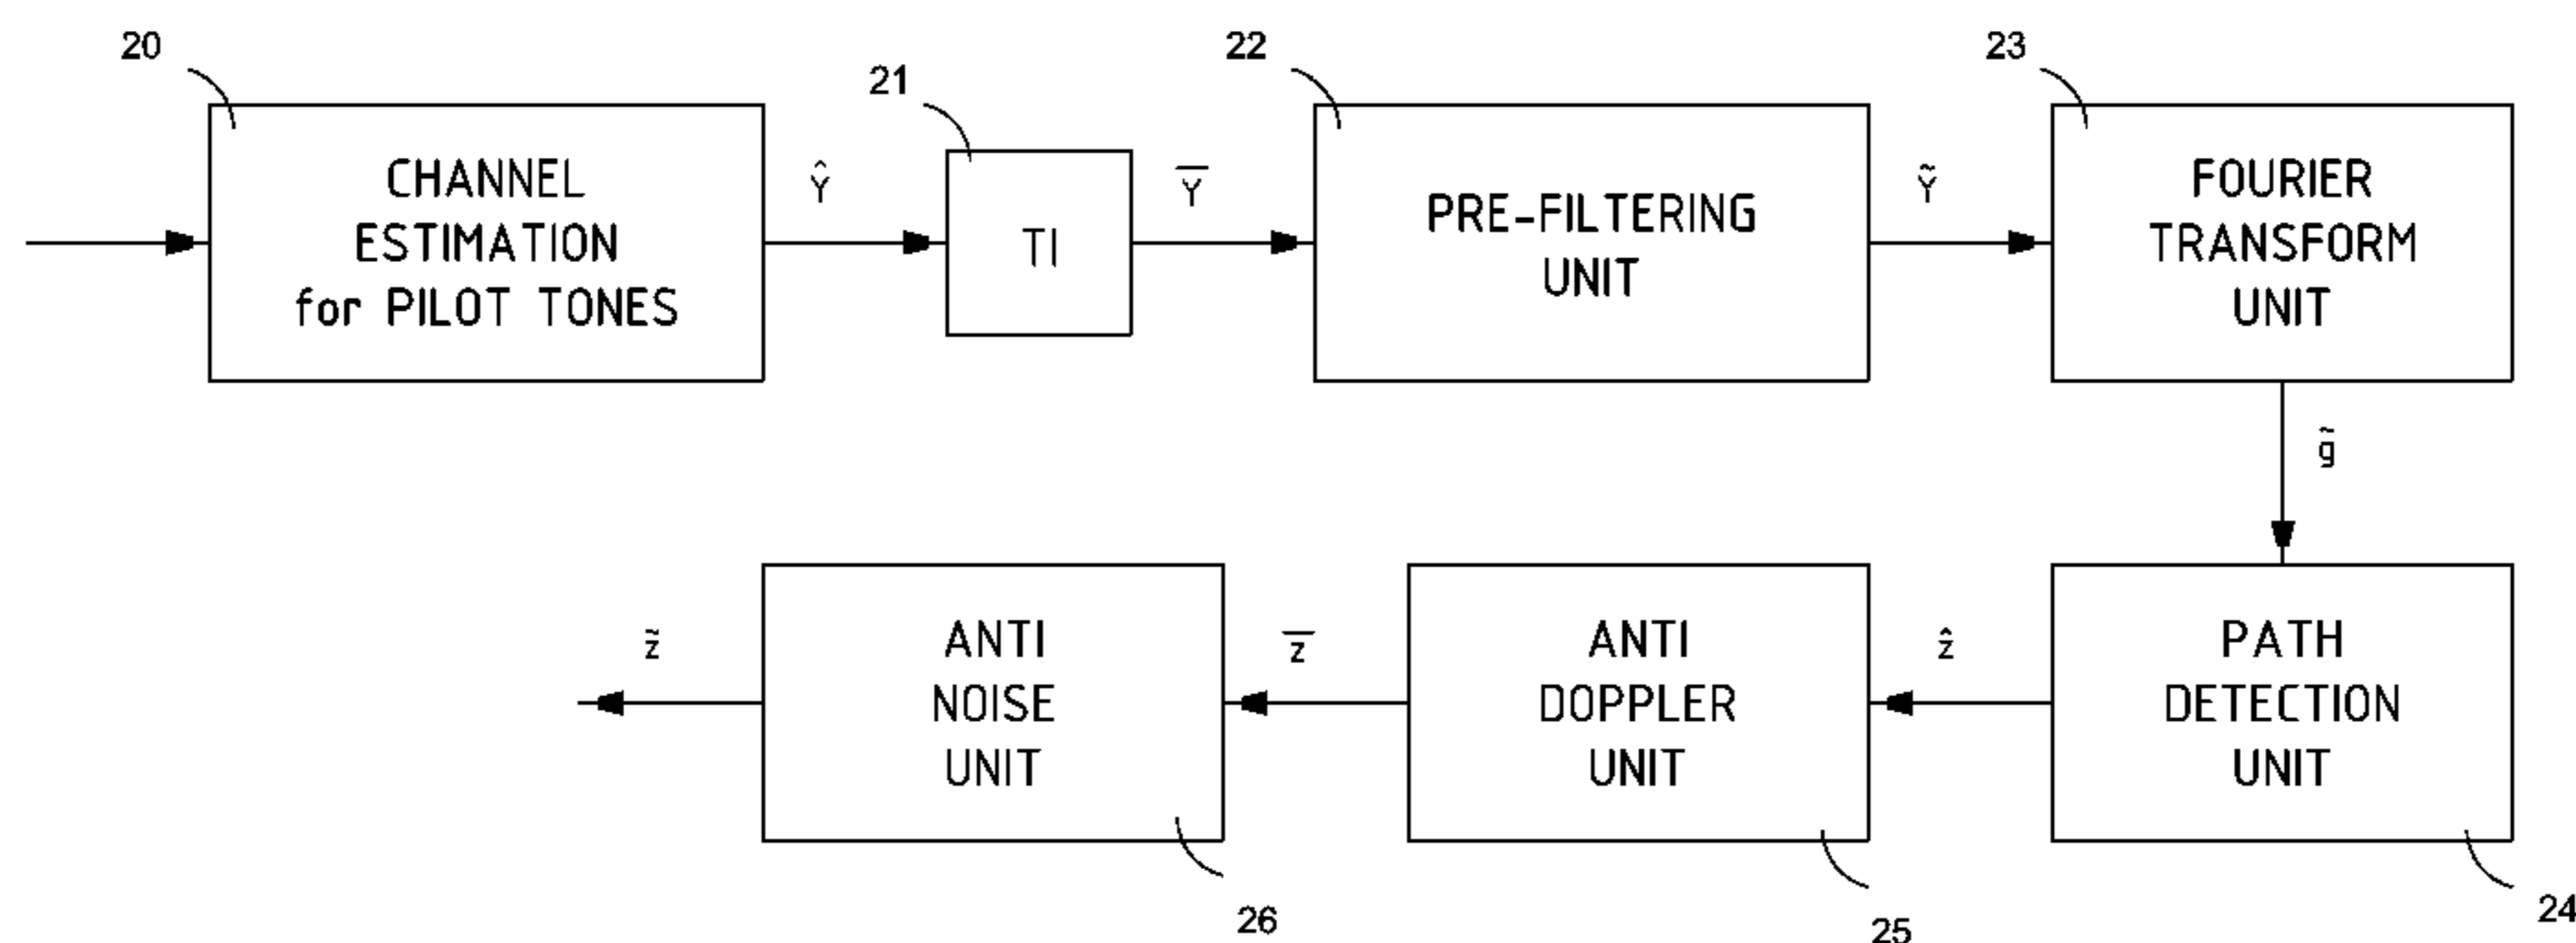 20
21
22
23
CHANNEL
ESTIMATION
for PILOT TONES
Ŷ
TI
Y̅
PRE-FILTERING
UNIT
Ỹ
FOURIER
TRANSFORM
UNIT
g̃
z̃
ANTI
NOISE
UNIT
z̅
ANTI
DOPPLER
UNIT
ẑ
PATH
DETECTION
UNIT
26
25
24